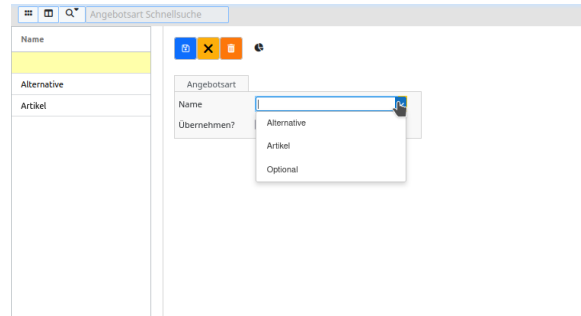 Angebotsart Schnellsuche
Name
Alternative
Artikel
Angebotsart
Name
Übernehmen?
Alternative
Artikel
Optional